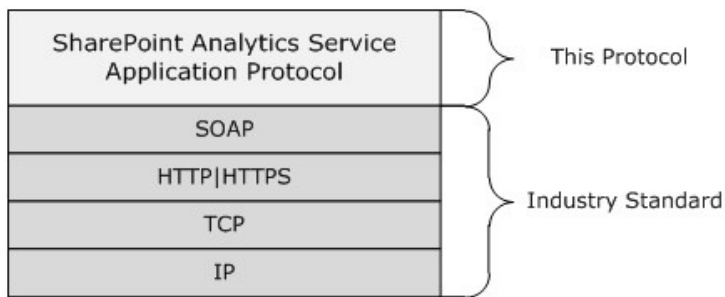 SharePoint Analytics Service
Application Protocol
This Protocol
SOAP
HTTP|HTTPS
TCP
IP
Industry Standard